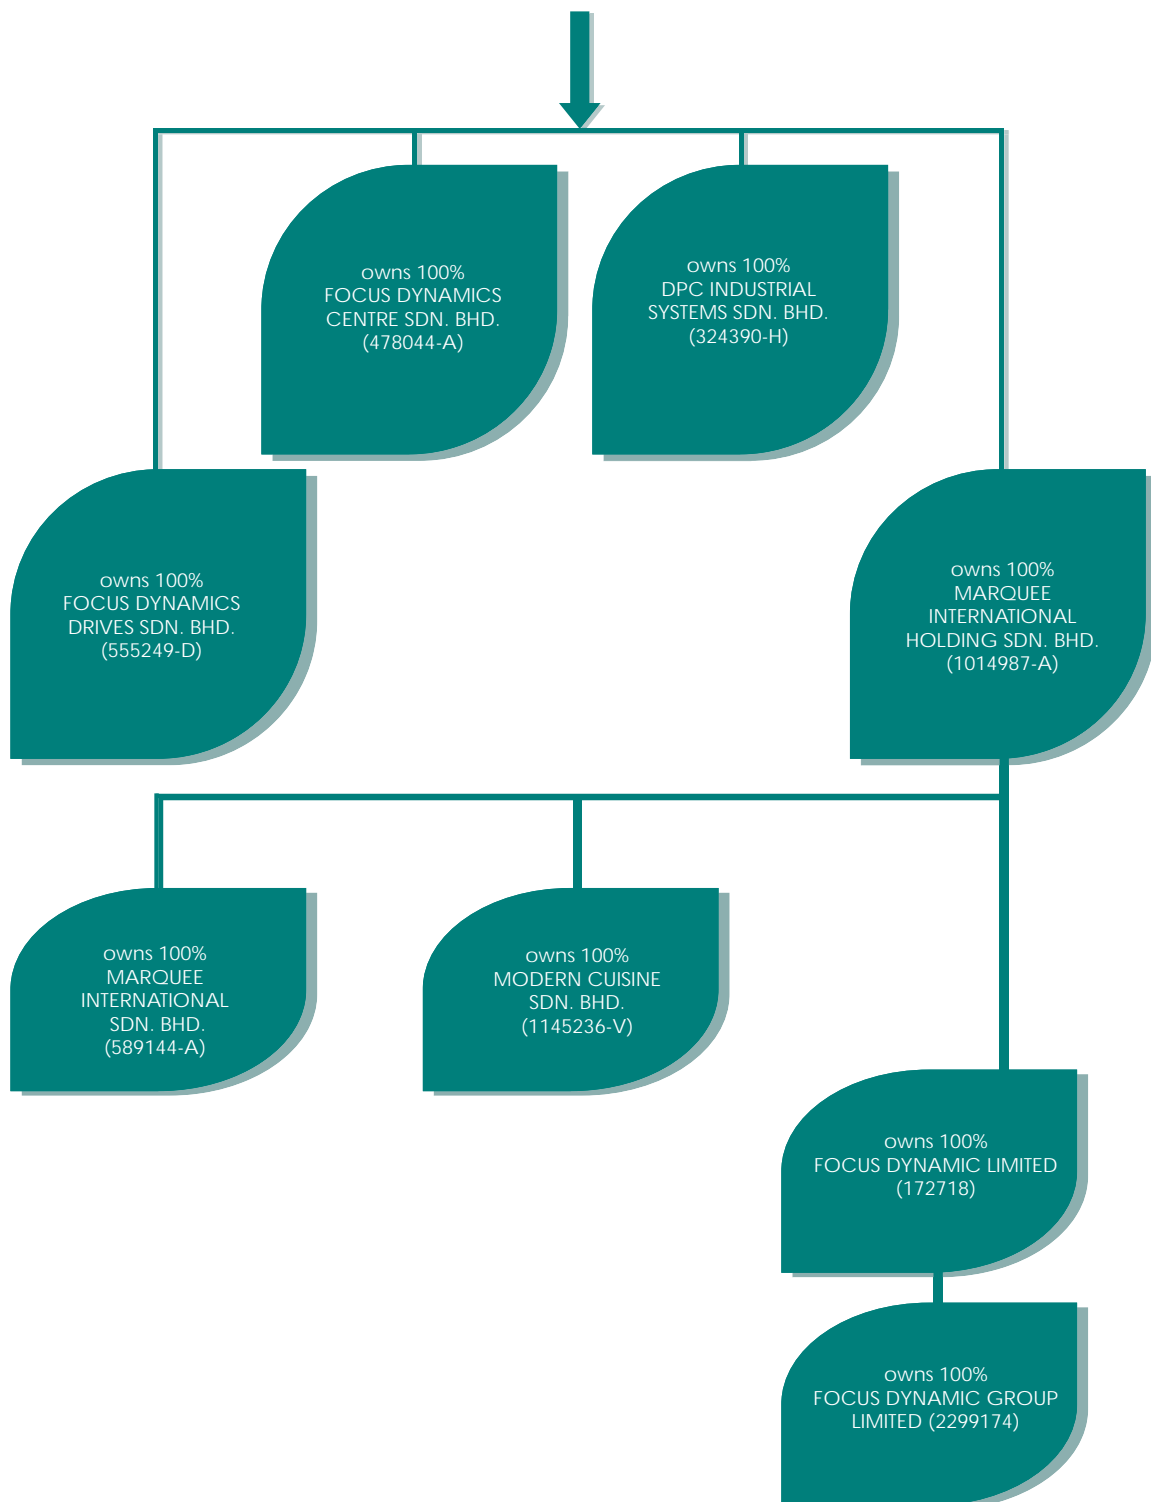 owns 100%
FOCUS DYNAMICS
CENTRE SDN. BHD.
(478044-A)
owns 100%
DPC INDUSTRIAL
SYSTEMS SDN. BHD.
(324390-H)
owns 100%
FOCUS DYNAMICS
DRIVES SDN. BHD.
(555249-D)
owns 100%
MARQUEE
INTERNATIONAL
HOLDING SDN. BHD.
(1014987-A)
owns 100%
MARQUEE
INTERNATIONAL
SDN. BHD.
(589144-A)
owns 100%
MODERN CUISINE
SDN. BHD.
(1145236-V)
owns 100%
FOCUS DYNAMIC LIMITED
(172718)
owns 100%
FOCUS DYNAMIC GROUP
LIMITED (2299174)